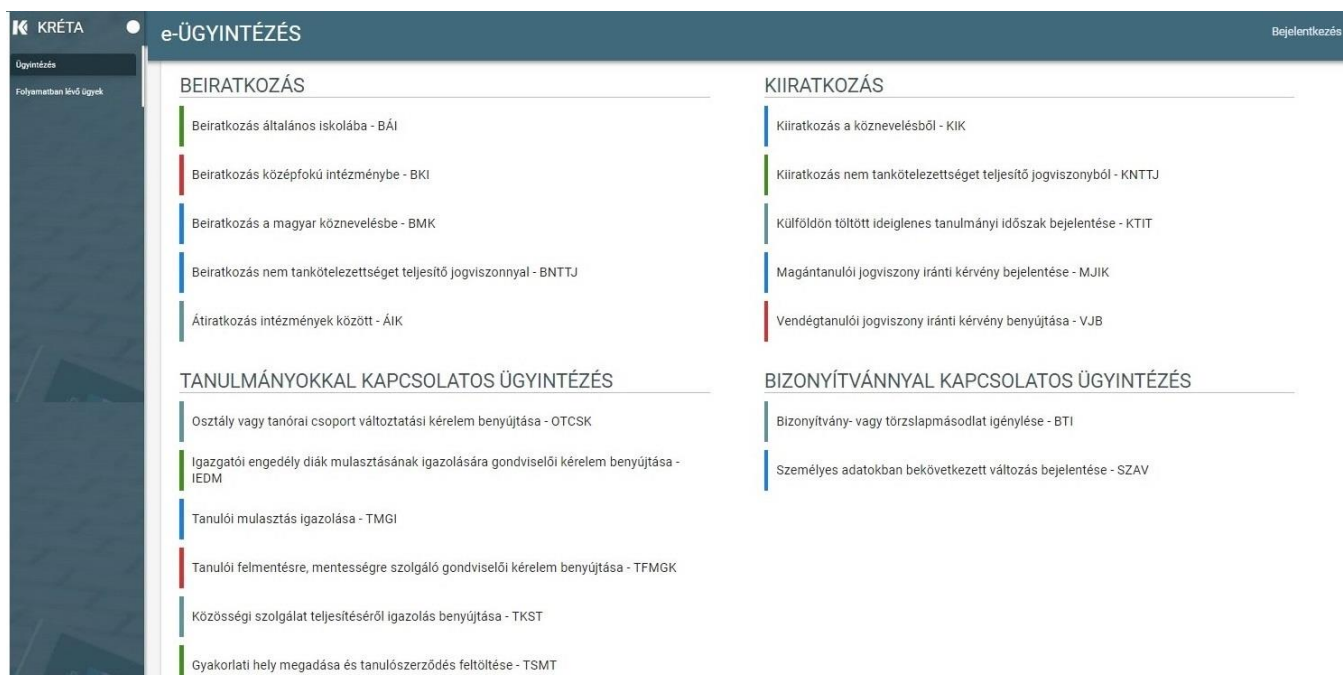 KRÉTA
e-ÜGYINTÉZÉS
Bejelentkezés
Ügyintézés
Folyamatban lévő ügyek
BEIRATKOZÁS
Beiratkozás általános iskolába - BÁI
Beiratkozás középfokú intézménybe - BKI
Beiratkozás a magyar köznevelésbe - BMK
Beiratkozás nem tankötelezettséget teljesítő jogviszonnyal - BNTTJ
Átiratkozás intézmények között - ÁIK
KIIRATKOZÁS
Kiiratkozás a köznevelésből - KIK
Kiiratkozás nem tankötelezettséget teljesítő jogviszonyból - KNTTJ
Külföldön töltött ideiglenes tanulmányi időszak bejelentése - KTIT
Magántanulói jogviszony iránti kérvény bejelentése - MJIK
Vendégtanulói jogviszony iránti kérvény benyújtása - VJB
TANULMÁNYOKKAL KAPCSOLATOS ÜGYINTÉZÉS
Osztály vagy tanórai csoport változtatási kérelem benyújtása - OTCSK
Igazgatói engedély diák mulasztásának igazolására gondviselői kérelem benyújtása -
IEDM
Tanulói mulasztás igazolása - TMGI
Tanulói felmentésre, mentességre szolgáló gondviselői kérelem benyújtása - TFMGK
Közösségi szolgálat teljesítéséről igazolás benyújtása - TKST
Gyakorlati hely megadása és tanulószerződés feltöltése - TSMT
BIZONYÍTVÁNNYAL KAPCSOLATOS ÜGYINTÉZÉS
Bizonyítvány- vagy törzslapmásodlat igénylése - BTI
Személyes adatokban bekövetkezett változás bejelentése - SZAV